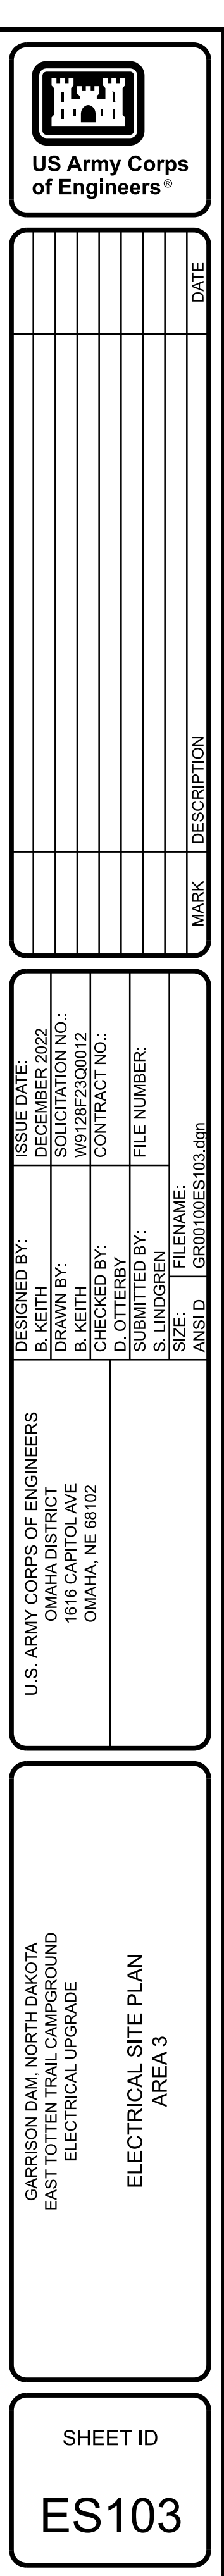 US Army Corps
of Engineers®
MARK DESCRIPTION DATE
DESIGNED BY:
B. KEITH
ISSUE DATE:
DECEMBER 2022
DRAWN BY:
B. KEITH
SOLICITATION NO.:
W9128F23Q0012
CHECKED BY:
D. OTTERBY
CONTRACT NO.:
SUBMITTED BY:
S. LINDGREN
FILE NUMBER:
SIZE:
ANSI D
FILENAME:
GR00100ES103.dgn
U.S. ARMY CORPS OF ENGINEERS
OMAHA DISTRICT
1616 CAPITOL AVE
OMAHA, NE 68102
GARRISON DAM, NORTH DAKOTA
EAST TOTTEN TRAIL CAMPGROUND
ELECTRICAL UPGRADE
ELECTRICAL SITE PLAN
AREA 3
SHEET ID
ES103